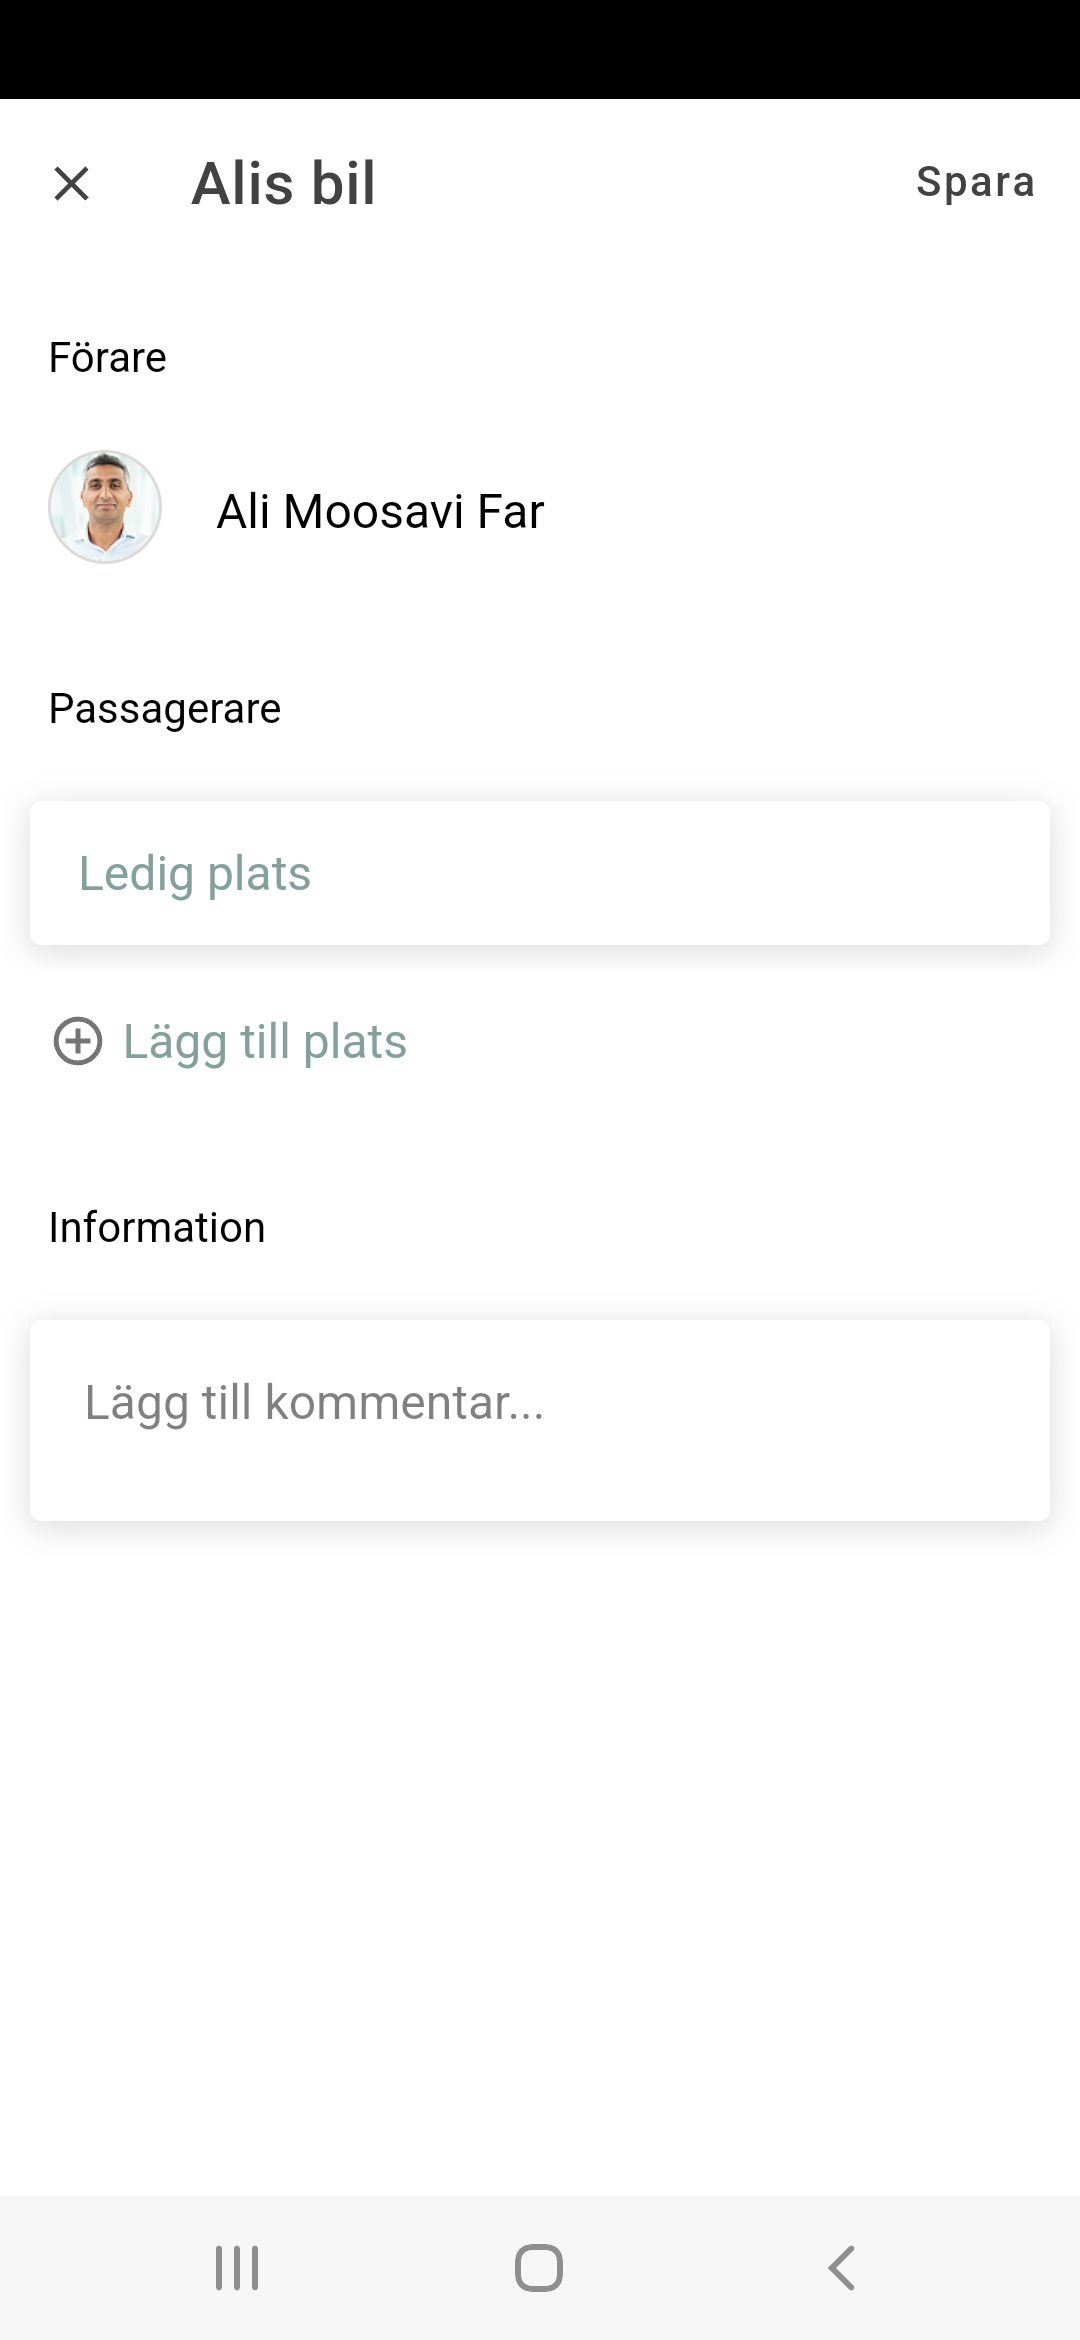 Alis bil
Spara
Förare
Ali Moosavi Far
Passagerare
Ledig plats
Lägg till plats
Information
Lägg till kommentar...